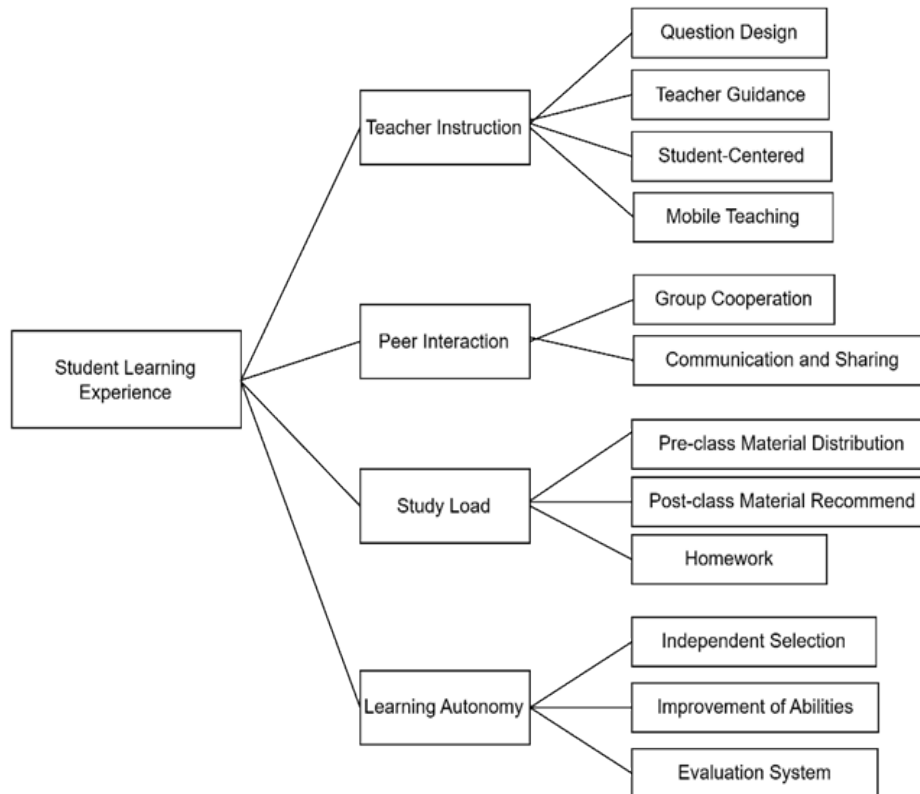 Student Learning
Experience
Teacher Instruction
Question Design
Teacher Guidance
Student-Centered
Mobile Teaching
Peer Interaction
Group Cooperation
Communication and Sharing
Study Load
Pre-class Material Distribution
Post-class Material Recommend
Homework
Learning Autonomy
Independent Selection
Improvement of Abilities
Evaluation System